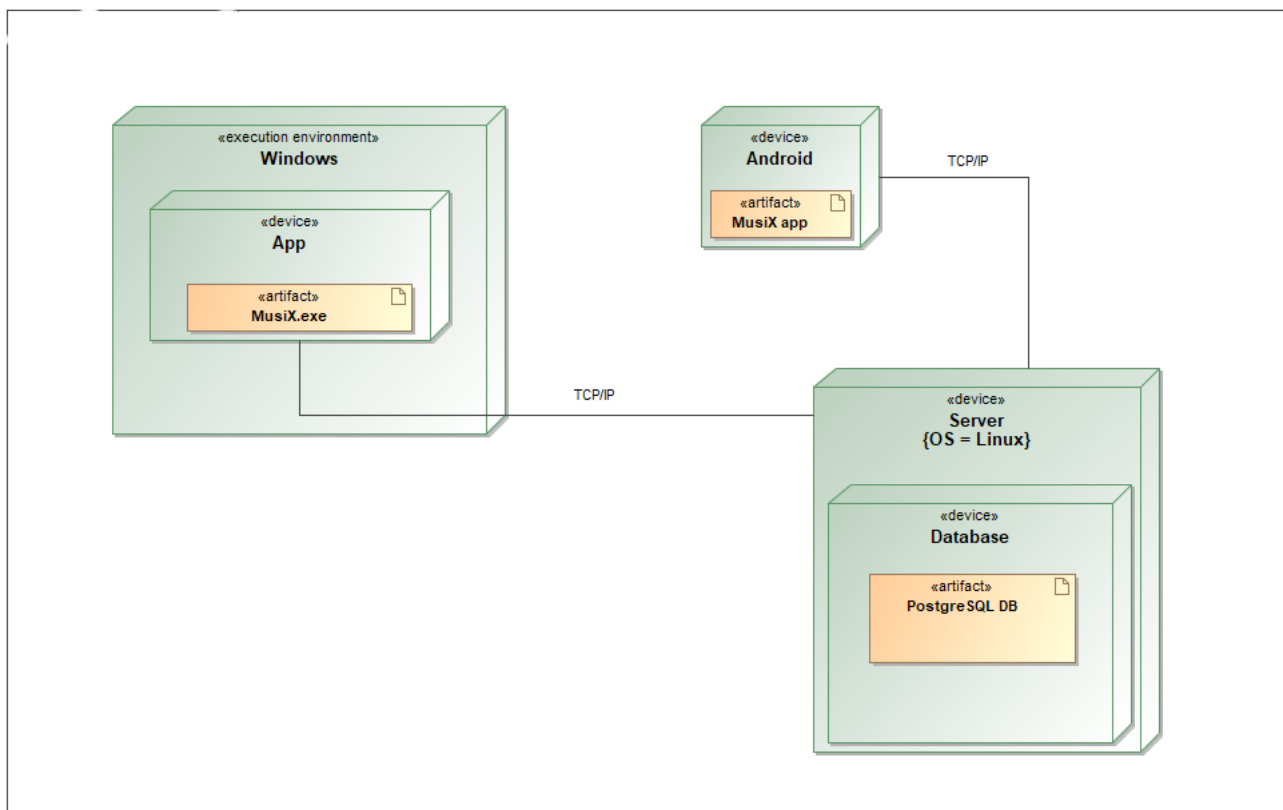 «execution environment»
Windows
«device»
App
«artifact»
MusiX.exe
«device»
Android
«artifact»
MusiX app
TCP/IP
TCP/IP
«device»
Server
{OS = Linux}
«device»
Database
«artifact»
PostgreSQL DB